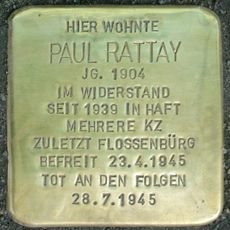 HIER WOHNTE
PAUL RATTAY
JG. 1904
IM WIDERSTAND
SEIT 1939 IN HAFT
MEHRERE KZ
ZULETZT FLOSSENBÜRG
BEFREIT 23.4.1945
TOT AN DEN FOLGEN
28.7.1945